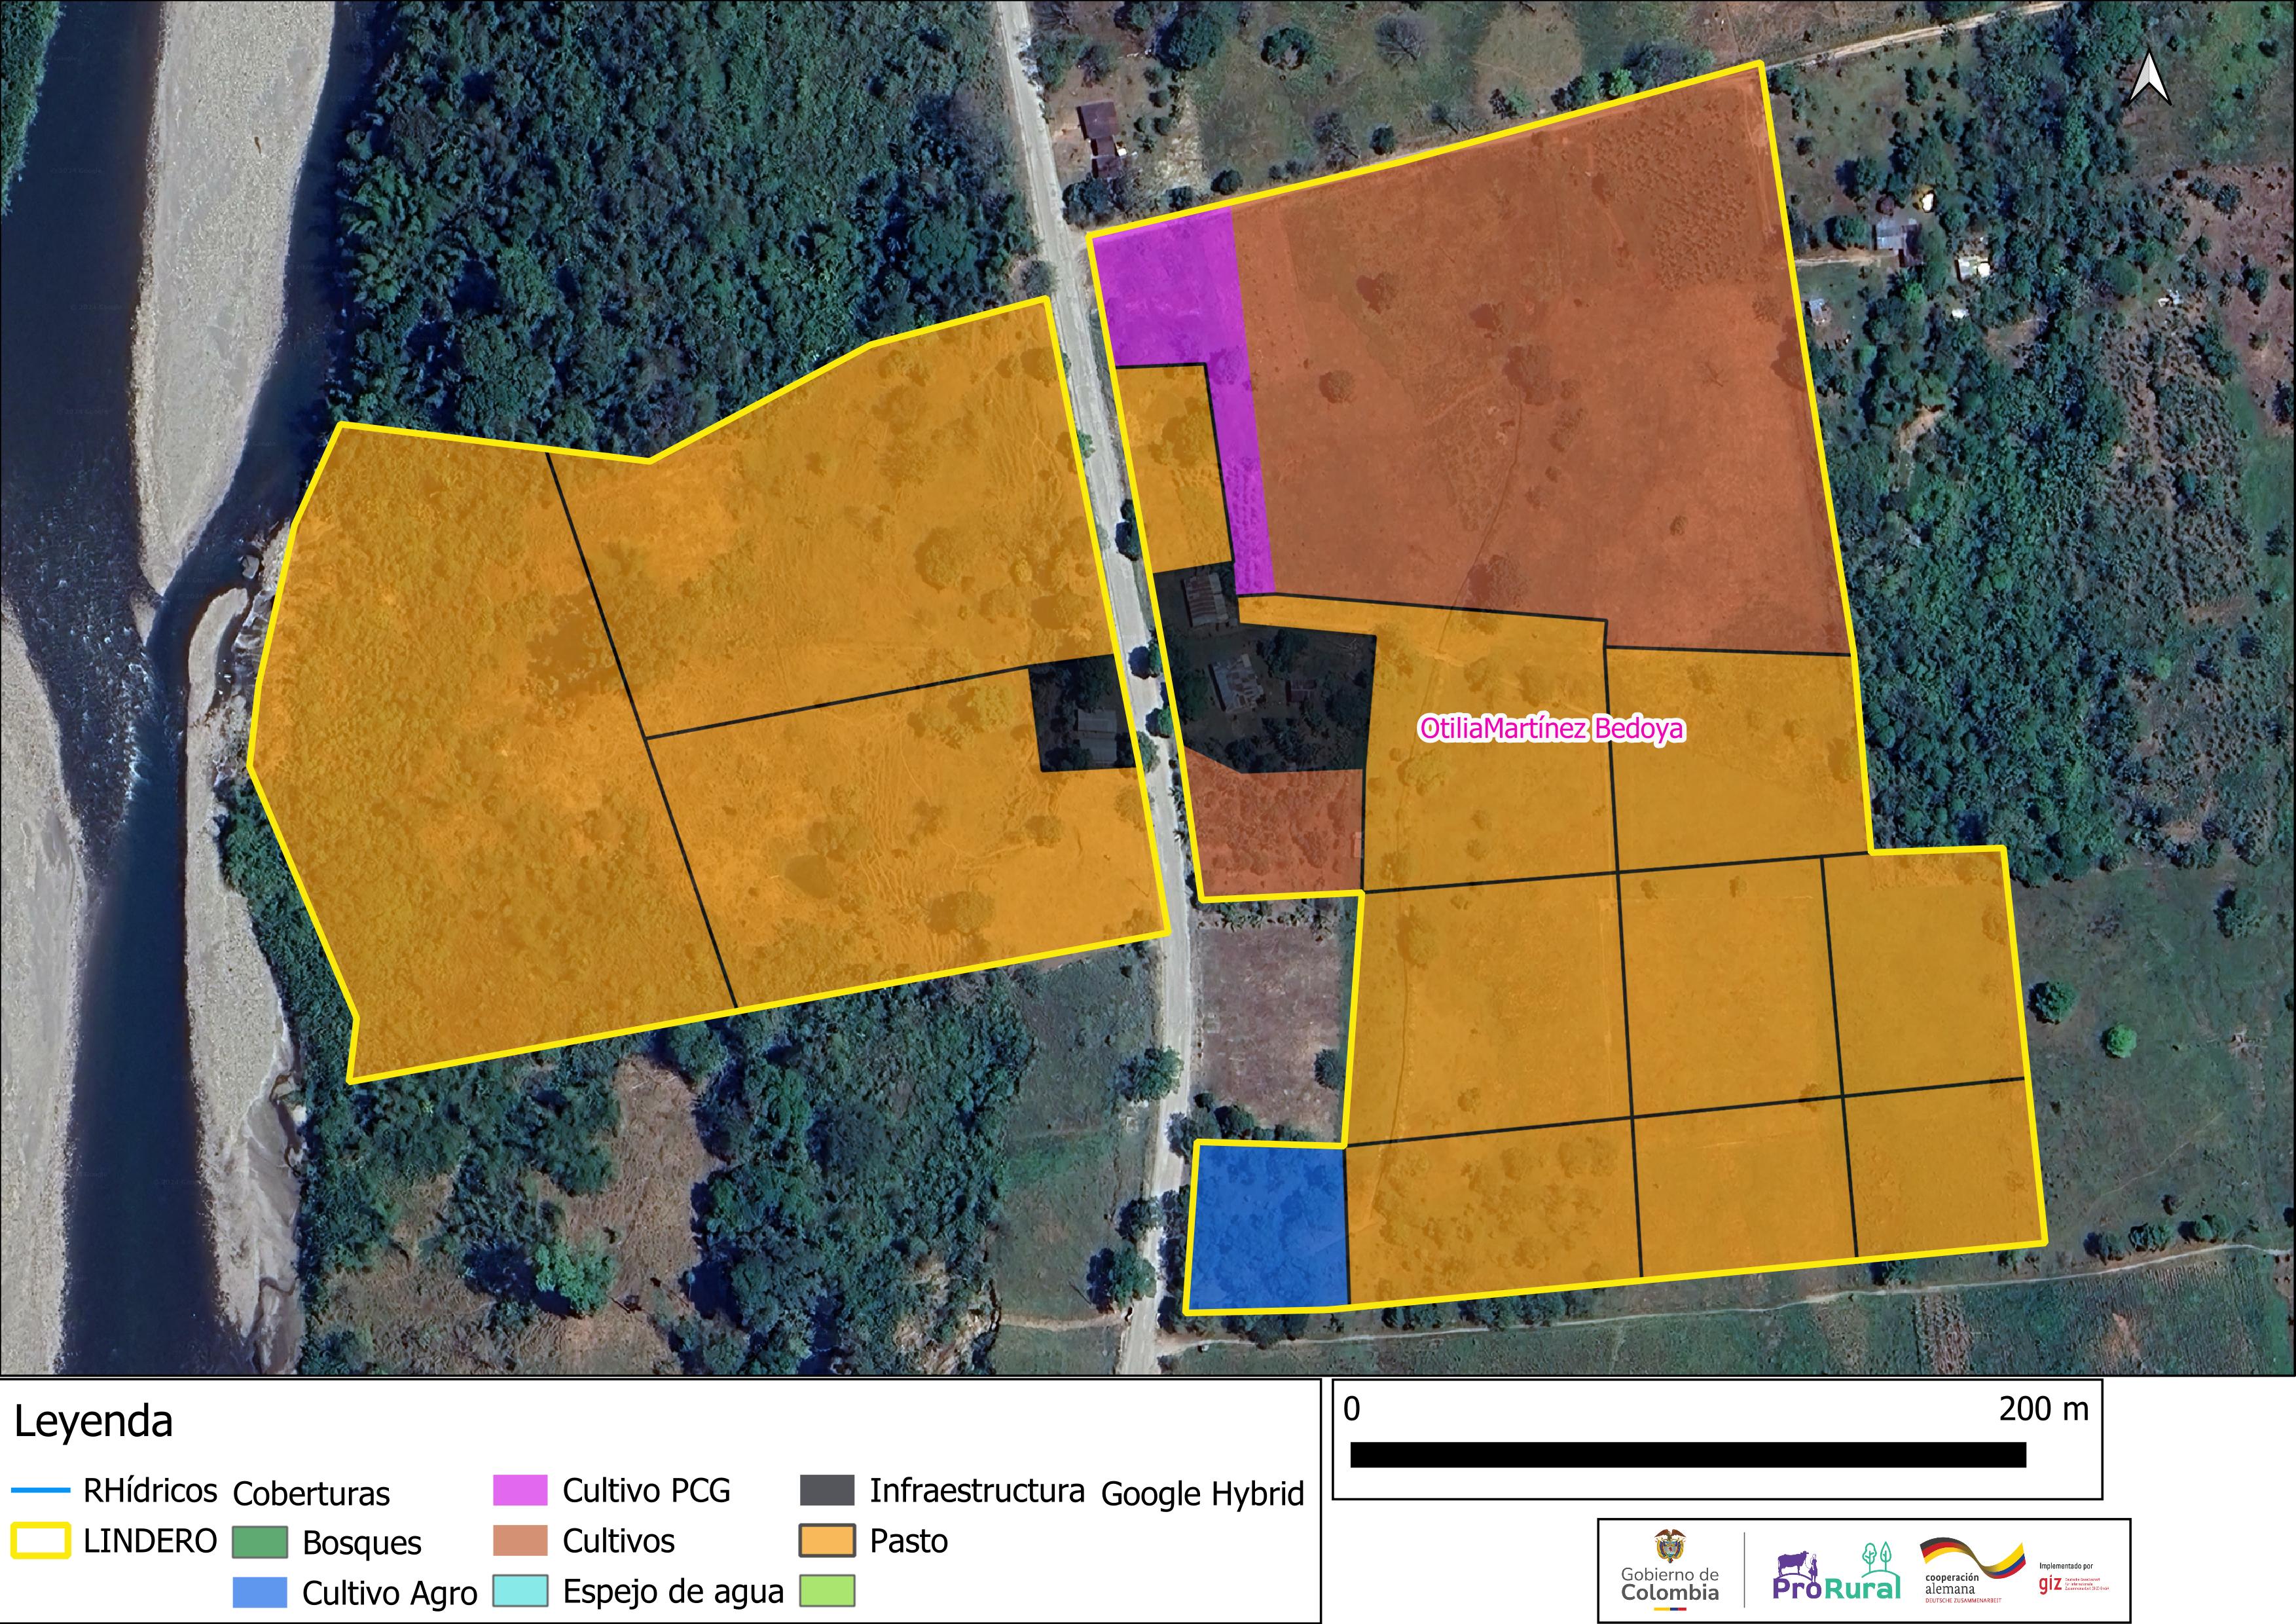 OtiliaMartínez Bedoya
Leyenda
RHídricos
LINDERO
Coberturas
Bosques
Cultivo Agro
Cultivo PCG
Cultivos
Espejo de agua
Infraestructura
Pasto
Google Hybrid
0 200 m
Gobierno de
Colombia
ProRural
cooperación
alemana
DEUTSCHE ZUSAMMENARBEIT
Implementado por
giz